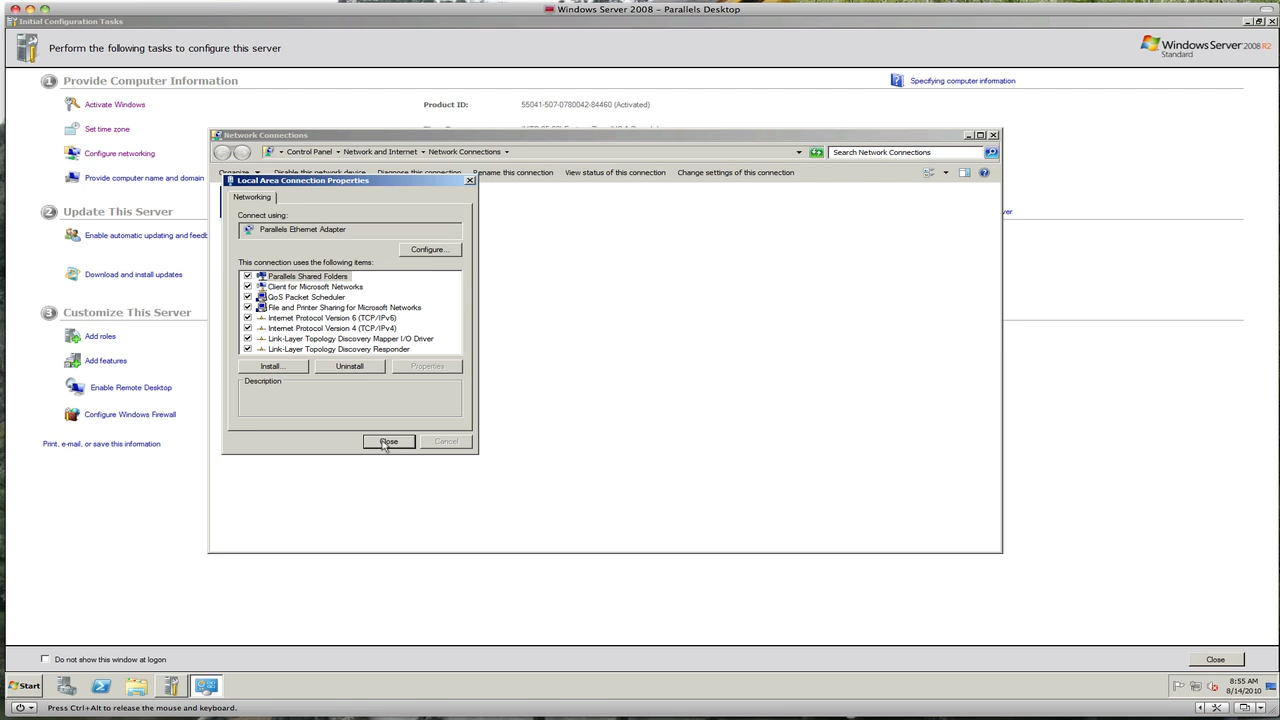 Windows Server 2008 - Parallels Desktop
Initial Configuration Tasks
Perform the following tasks to configure this server
Windows Server 2008 R2
Standard
1 Provide Computer Information
Specifying computer information
Activate Windows
Product ID: 55041-507-0780042-84460 (Activated)
Set time zone
Configure networking
Provide computer name and domain
2 Update This Server
Enable automatic updating and feedb
Download and install updates
3 Customize This Server
Add roles
Add features
Enable Remote Desktop
Configure Windows Firewall
Print, e-mail, or save this information
Network Connections
Control Panel Network and Internet Network Connections
Search Network Connections
Organize Disable this network device Diagnose this connection Rename this connection View status of this connection Change settings of this connection
Local Area Connection Properties
Networking
Connect using:
Parallels Ethernet Adapter
Configure...
This connection uses the following items:
Parallels Shared Folders
Client for Microsoft Networks
QoS Packet Scheduler
File and Printer Sharing for Microsoft Networks
Internet Protocol Version 6 (TCP/IPv6)
Internet Protocol Version 4 (TCP/IPv4)
Link-Layer Topology Discovery Mapper I/O Driver
Link-Layer Topology Discovery Responder
Install... Uninstall Properties
Description
Close Cancel
Do not show this window at logon
Close
Start
8:55 AM
8/14/2010
Press Ctrl+Alt to release the mouse and keyboard.